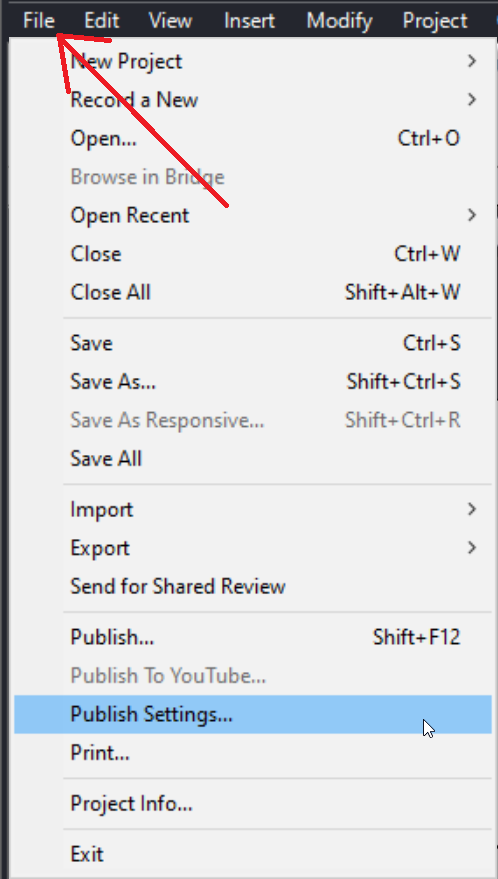 File Edit View Insert Modify Project
New Project
Record a New
Open... Ctrl+O
Browse in Bridge
Open Recent
Close Ctrl+W
Close All Shift+Alt+W
Save Ctrl+S
Save As... Shift+Ctrl+S
Save As Responsive... Shift+Ctrl+R
Save All
Import
Export
Send for Shared Review
Publish... Shift+F12
Publish To YouTube...
Publish Settings...
Print...
Project Info...
Exit